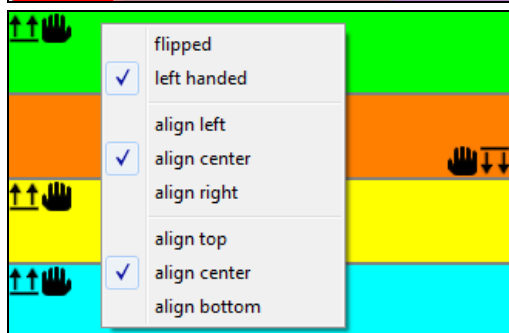 flipped
left handed
align left
align center
align right
align top
align center
align bottom